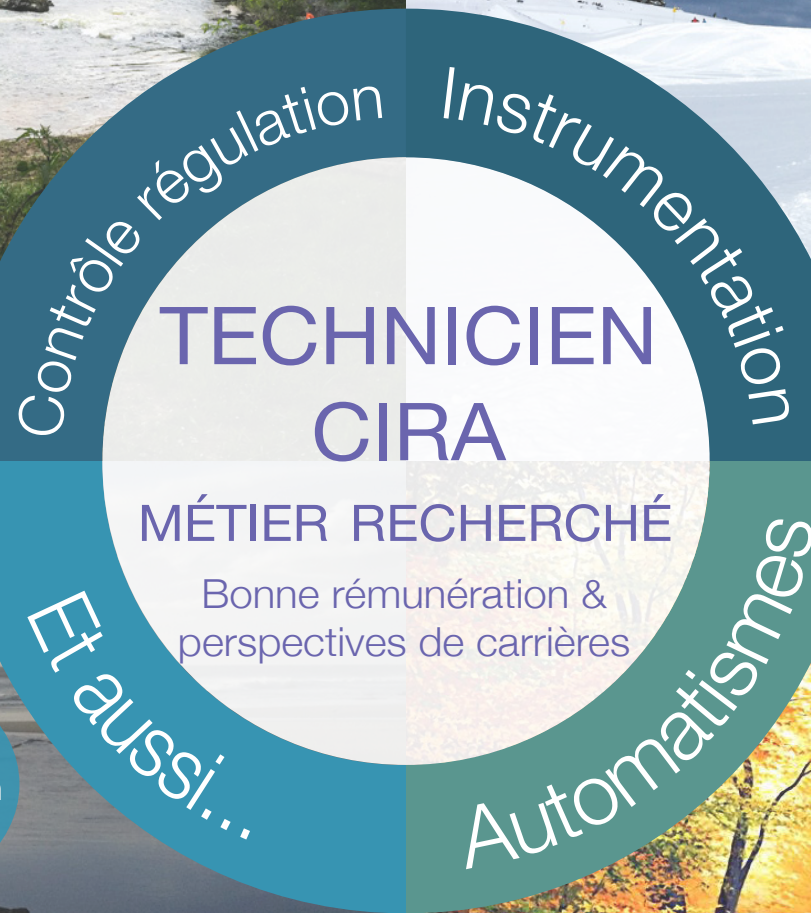 Contrôle régulation
Instrumentation
TECHNICIEN
CIRA
MÉTIER RECHERCHÉ
Bonne rémunération &
perspectives de carrières
Et aussi...
Automatismes